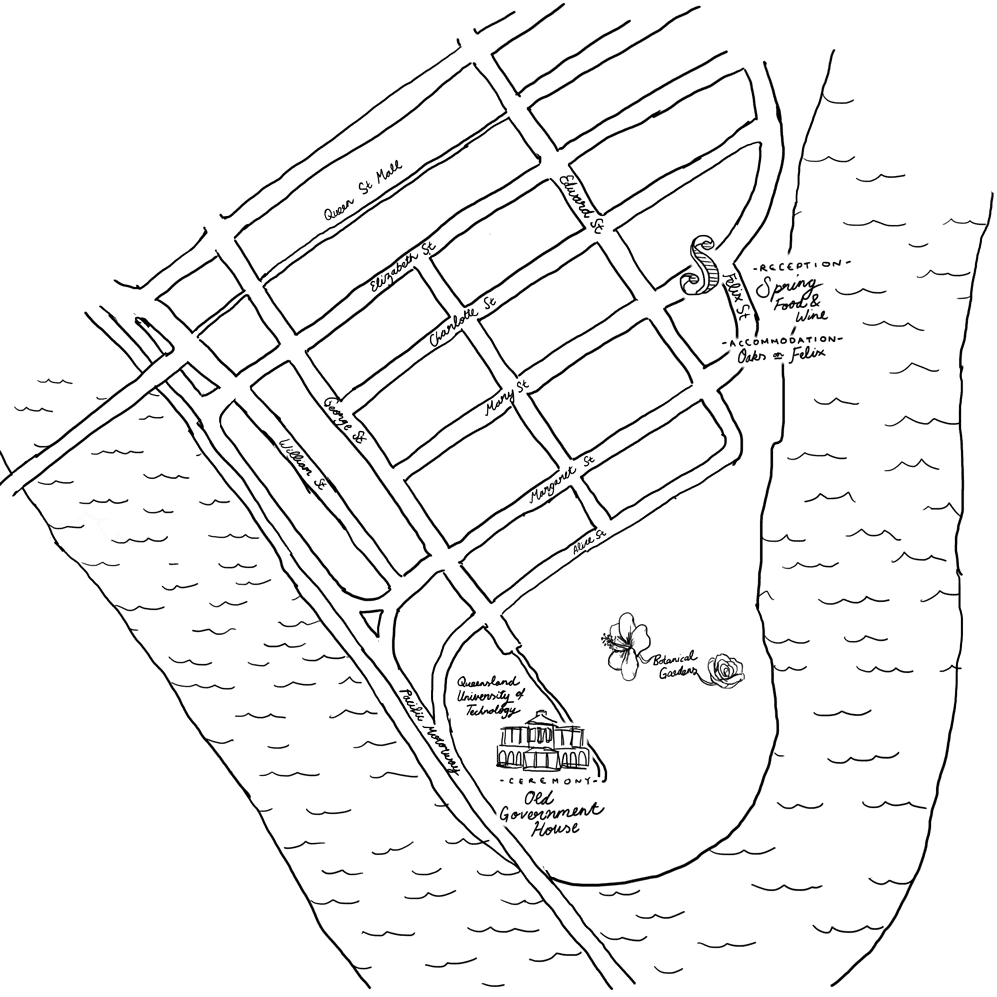 Queen St Mall
Edward St
Elizabeth St
Felix St
-RECEPTION-
Spring
Food &
Wine
Charlotte St
-ACCOMMODATION-
Oaks on Felix
Mary St
George St
William St
Margaret St
Alice St
Botanical
Gardens
Queensland
University of
Technology
Pacific Motorway
-CEREMONY-
Old
Government
House